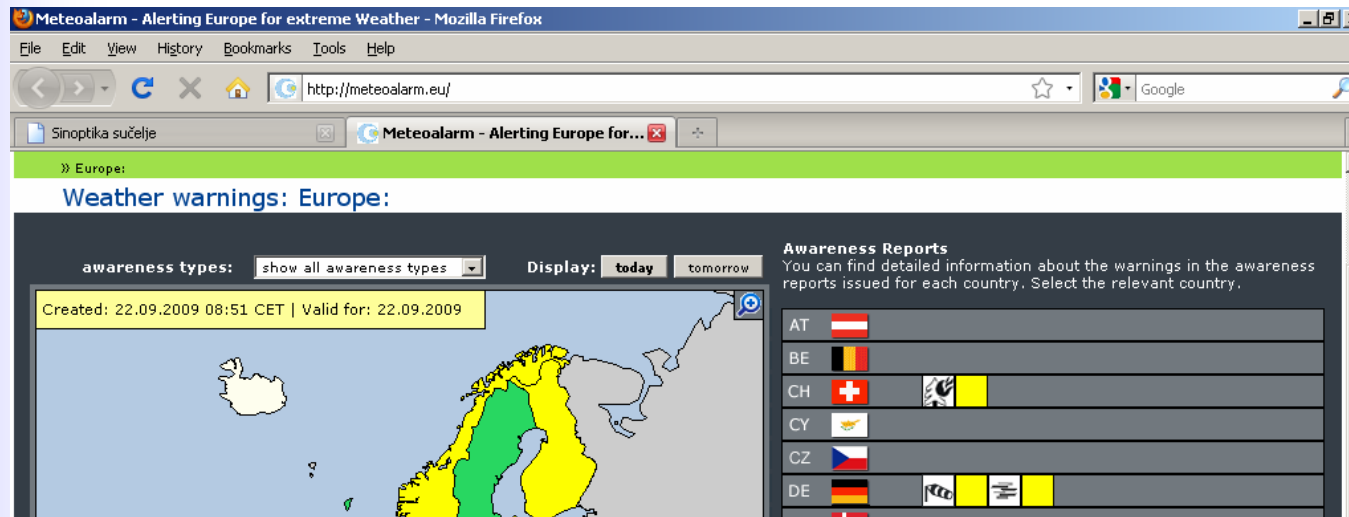 Meteoalarm - Alerting Europe for extreme Weather - Mozilla Firefox
File Edit View History Bookmarks Tools Help
http://meteoalarm.eu/ Google
Sinoptika sučelje Meteoalarm - Alerting Europe for...
» Europe:
Weather warnings: Europe:
awareness types: show all awareness types Display: today tomorrow
Created: 22.09.2009 08:51 CET | Valid for: 22.09.2009
Awareness Reports
You can find detailed information about the warnings in the awareness
reports issued for each country. Select the relevant country.
AT
BE
CH
CY
CZ
DE